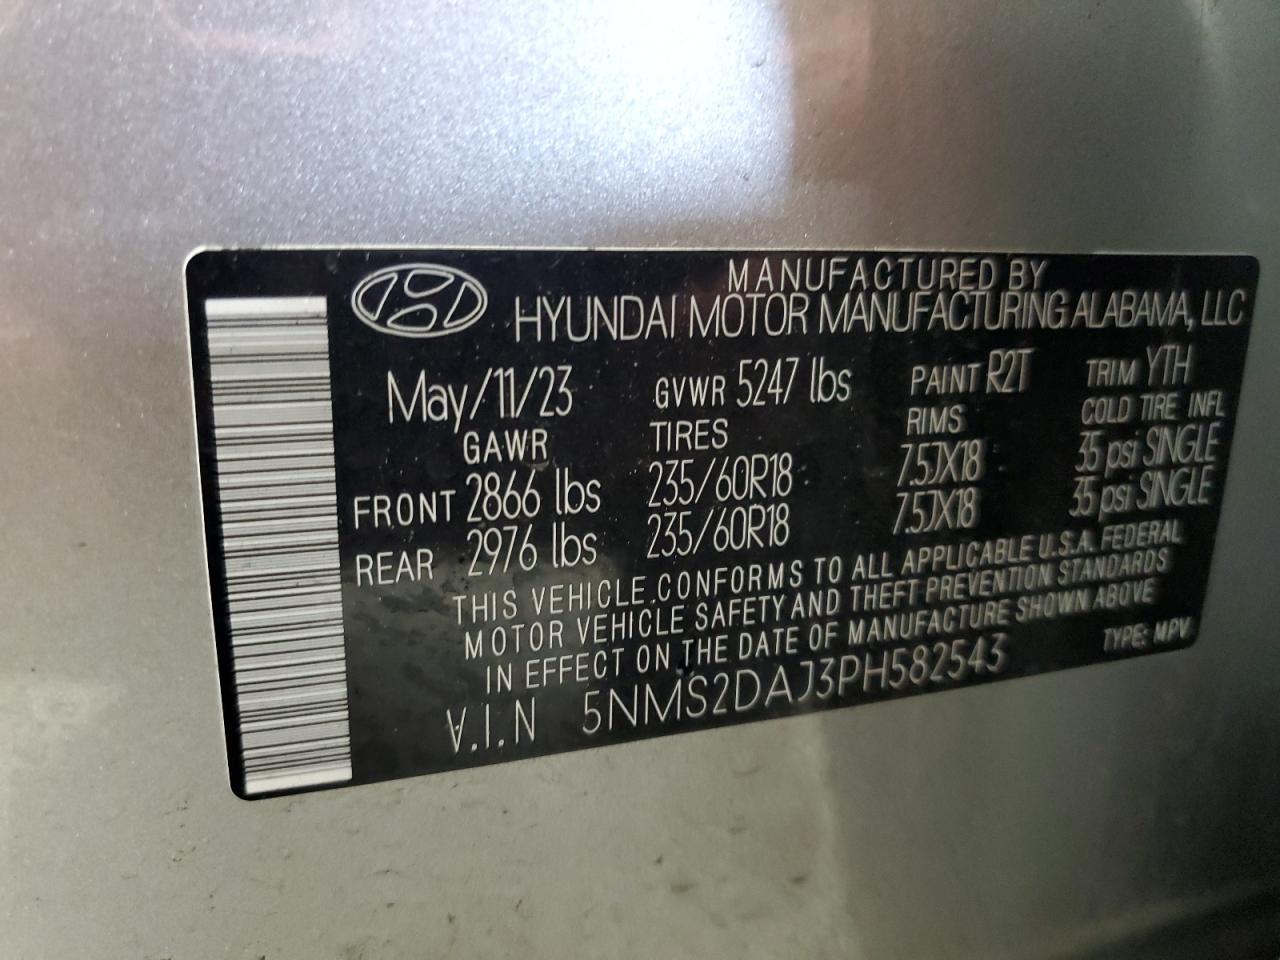 MANUFACTURED BY
HYUNDAI MOTOR MANUFACTURING ALABAMA, LLC
May/11/23 GVWR 5247 lbs PAINT R2T TRIM YTH
GAWR TIRES RIMS COLD TIRE INFL
FRONT 2866 lbs 235/60R18 7.5JX18 35 psi SINGLE
REAR 2976 lbs 235/60R18 7.5JX18 35 psi SINGLE
THIS VEHICLE CONFORMS TO ALL APPLICABLE U.S.A. FEDERAL
MOTOR VEHICLE SAFETY AND THEFT PREVENTION STANDARDS
IN EFFECT ON THE DATE OF MANUFACTURE SHOWN ABOVE
V.I.N 5NMS2DAJ3PH582543 TYPE: MPV